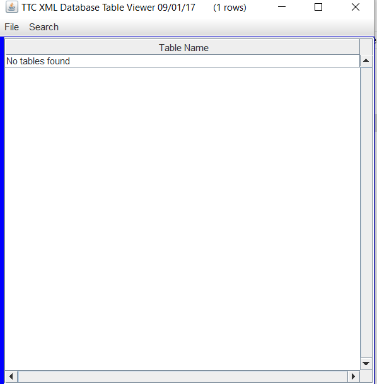 TTC XML Database Table Viewer 09/01/17 (1 rows)
File Search
Table Name
No tables found